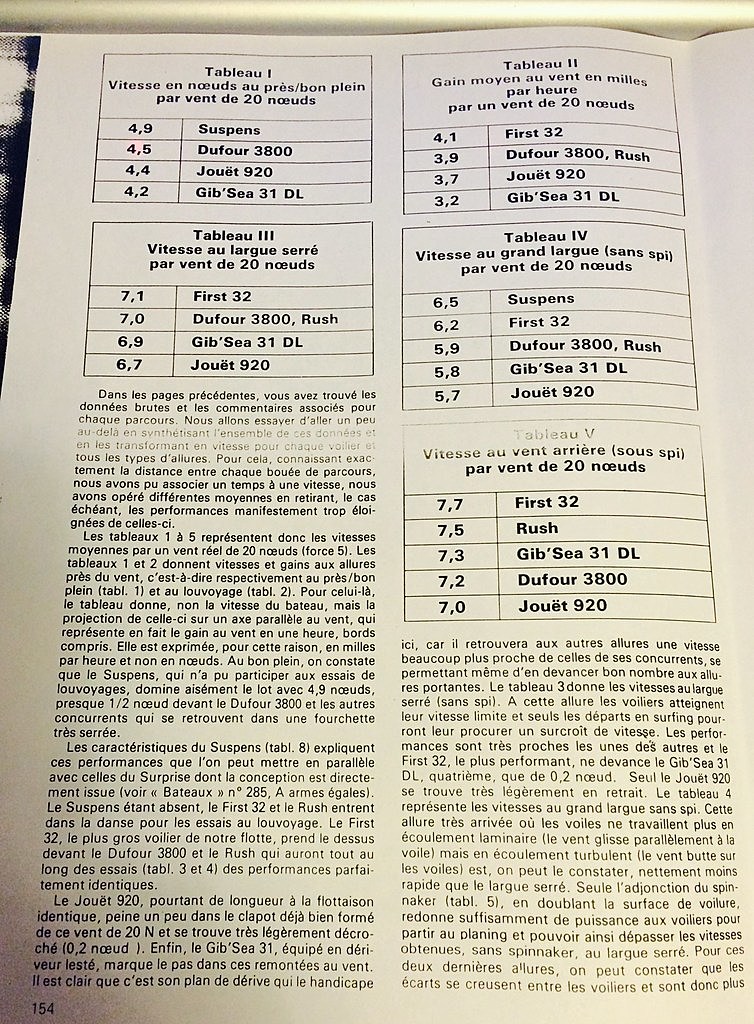 Tableau I
Vitesse en nœuds au près/bon plein
par vent de 20 nœuds
4,9 Suspens
4,5 Dufour 3800
4,4 Jouët 920
4,2 Gib'Sea 31 DL
Tableau II
Gain moyen au vent en milles
par heure
par un vent de 20 nœuds
4,1 First 32
3,9 Dufour 3800, Rush
3,7 Jouët 920
3,2 Gib'Sea 31 DL
Tableau III
Vitesse au largue serré
par vent de 20 nœuds
7,1 First 32
7,0 Dufour 3800, Rush
6,9 Gib'Sea 31 DL
6,7 Jouët 920
Tableau IV
Vitesse au grand largue (sans spi)
par vent de 20 nœuds
6,5 Suspens
6,2 First 32
5,9 Dufour 3800, Rush
5,8 Gib'Sea 31 DL
5,7 Jouët 920
Tableau V
Vitesse au vent arrière (sous spi)
par vent de 20 nœuds
7,7 First 32
7,5 Rush
7,3 Gib'Sea 31 DL
7,2 Dufour 3800
7,0 Jouët 920
Dans les pages précédentes, vous avez trouvé les
données brutes et les commentaires associés pour
chaque parcours. Nous allons essayer d'aller un peu
au-delà en synthétisant l'ensemble de ces données et
en les transformant en vitesse pour chaque voilier et
tous les types d'allures. Pour cela, connaissant exac-
tement la distance entre chaque bouée de parcours,
nous avons pu associer un temps à une vitesse, nous
avons opéré différentes moyennes en retirant, le cas
échéant, les performances manifestement trop éloi-
gnées de celles-ci.
Les tableaux 1 à 5 représentent donc les vitesses
moyennes par un vent réel de 20 nœuds (force 5). Les
tableaux 1 et 2 donnent vitesses et gains aux allures
près du vent, c'est-à-dire respectivement au près/bon
plein (tabl. 1) et au louvoyage (tabl. 2). Pour celui-là,
le tableau donne, non la vitesse du bateau, mais la
projection de celle-ci sur un axe parallèle au vent, qui
représente en fait le gain au vent en une heure, bords
compris. Elle est exprimée, pour cette raison, en milles
par heure et non en nœuds. Au bon plein, on constate
que le Suspens, qui n'a pu participer aux essais de
louvoyages, domine aisément le lot avec 4,9 nœuds,
presque 1/2 nœud devant le Dufour 3800 et les autres
concurrents qui se retrouvent dans une fourchette
très serrée.
Les caractéristiques du Suspens (tabl. 8) expliquent
ces performances que l'on peut mettre en parallèle
avec celles du Surprise dont la conception est directe-
ment issue (voir « Bateaux » n° 285, A armes égales).
Le Suspens étant absent, le First 32 et le Rush entrent
dans la danse pour les essais au louvoyage. Le First
32, le plus gros voilier de notre flotte, prend le dessus
devant le Dufour 3800 et le Rush qui auront tout au
long des essais (tabl. 3 et 4) des performances parfai-
tement identiques.
Le Jouët 920, pourtant de longueur à la flottaison
identique, peine un peu dans le clapot déjà bien formé
de ce vent de 20 N et se trouve très légèrement décro-
ché (0,2 nœud ). Enfin, le Gib'Sea 31, équipé en déri-
veur lesté, marque le pas dans ces remontées au vent.
Il est clair que c'est son plan de dérive qui le handicape
154
ici, car il retrouvera aux autres allures une vitesse
beaucoup plus proche de celles de ses concurrents, se
permettant même d'en devancer bon nombre aux allu-
res portantes. Le tableau 3 donne les vitesses au largue
serré (sans spi). A cette allure les voiliers atteignent
leur vitesse limite et seuls les départs en surfing pour-
ront leur procurer un surcroît de vitesse. Les perfor-
mances sont très proches les unes des autres et le
First 32, le plus performant, ne devance le Gib'Sea 31
DL, quatrième, que de 0,2 nœud. Seul le Jouët 920
se trouve très légèrement en retrait. Le tableau 4
représente les vitesses au grand largue sans spi. Cette
allure très arrivée où les voiles ne travaillent plus en
écoulement laminaire (le vent glisse parallèlement à la
voile) mais en écoulement turbulent (le vent butte sur
les voiles) est, on peut le constater, nettement moins
rapide que le largue serré. Seule l'adjonction du spin-
naker (tabl. 5), en doublant la surface de voilure,
redonne suffisamment de puissance aux voiliers pour
partir au planing et pouvoir ainsi dépasser les vitesses
obtenues, sans spinnaker, au largue serré. Pour ces
deux dernières allures, on peut constater que les
écarts se creusent entre les voiliers et sont donc plus